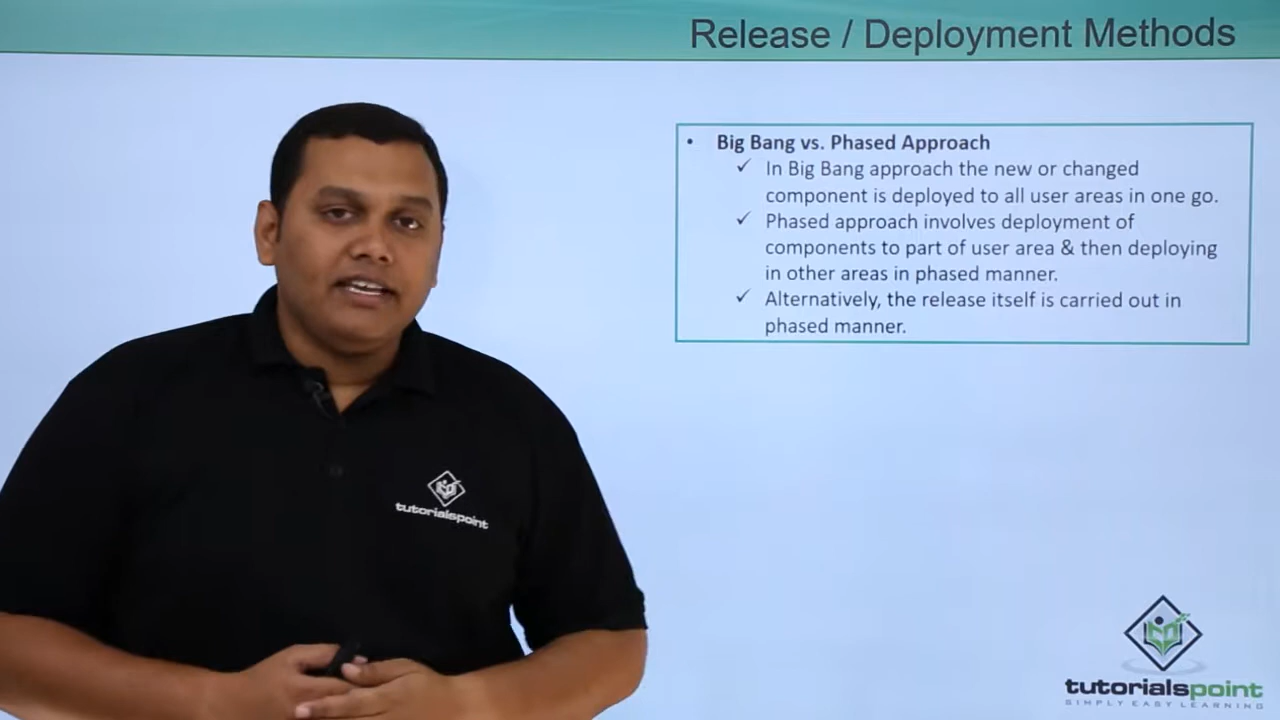 Release / Deployment Methods
• Big Bang vs. Phased Approach
✓ In Big Bang approach the new or changed
component is deployed to all user areas in one go.
✓ Phased approach involves deployment of
components to part of user area & then deploying
in other areas in phased manner.
✓ Alternatively, the release itself is carried out in
phased manner.
tutorialspoint
tutorialspoint
SIMPLY EASY LEARNING